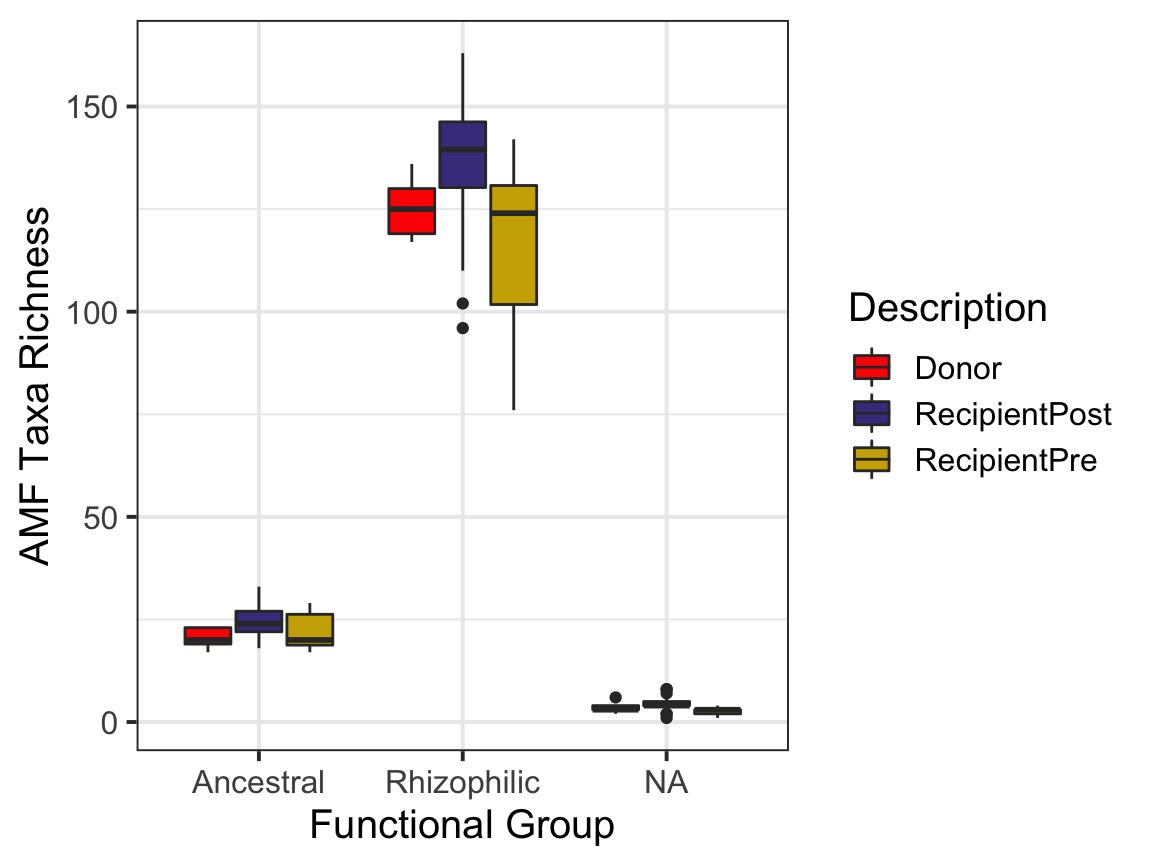 AMF Taxa Richness
150
100
50
0
Ancestral
Rhizophilic
NA
Functional Group
Description
Donor
RecipientPost
RecipientPre